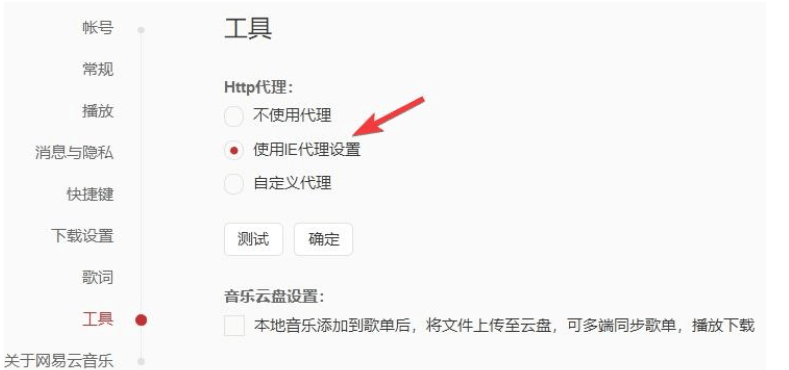 帐号
常规
播放
消息与隐私
快捷键
下载设置
歌词
工具
关于网易云音乐
工具
Http代理：
不使用代理
使用IE代理设置
自定义代理
测试
确定
音乐云盘设置：
本地音乐添加到歌单后，将文件上传至云盘，可多端同步歌单，播放下载